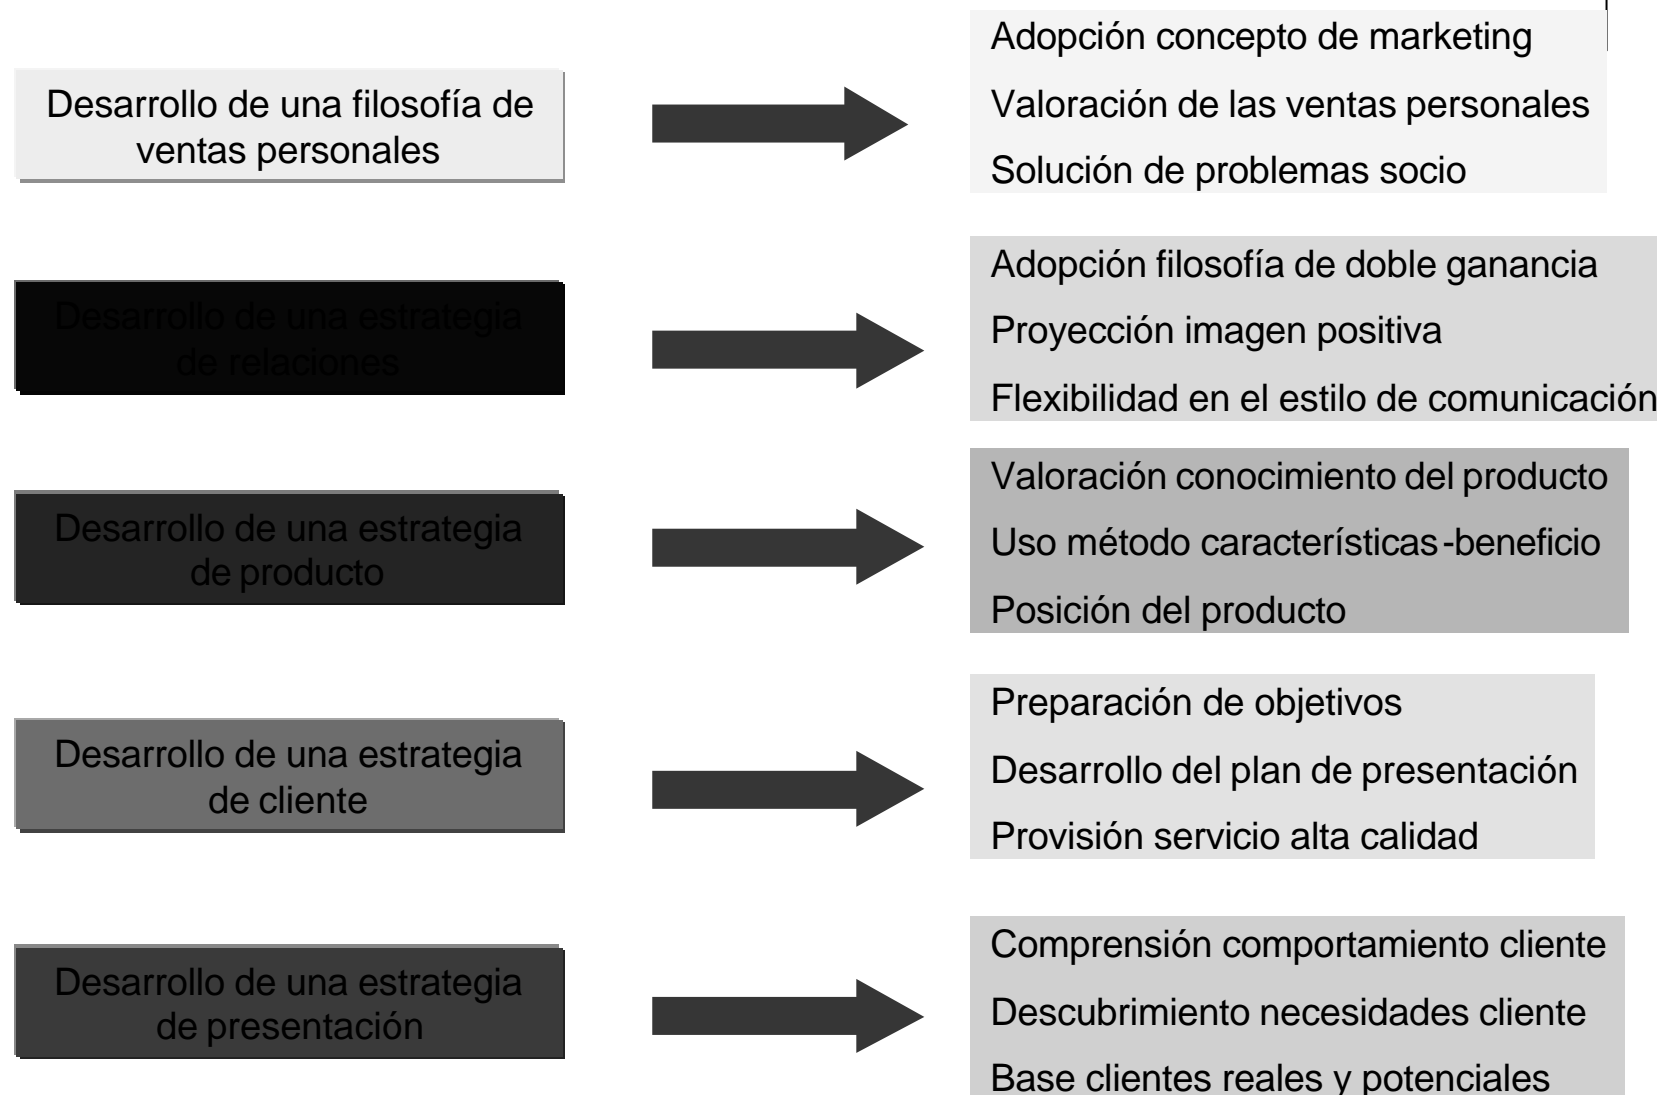 Desarrollo de una filosofía de
ventas personales
Adopción concepto de marketing
Valoración de las ventas personales
Solución de problemas socio
Desarrollo de una estrategia
de relaciones
Adopción filosofía de doble ganancia
Proyección imagen positiva
Flexibilidad en el estilo de comunicación
Desarrollo de una estrategia
de producto
Valoración conocimiento del producto
Uso método características-beneficio
Posición del producto
Desarrollo de una estrategia
de cliente
Preparación de objetivos
Desarrollo del plan de presentación
Provisión servicio alta calidad
Desarrollo de una estrategia
de presentación
Comprensión comportamiento cliente
Descubrimiento necesidades cliente
Base clientes reales y potenciales